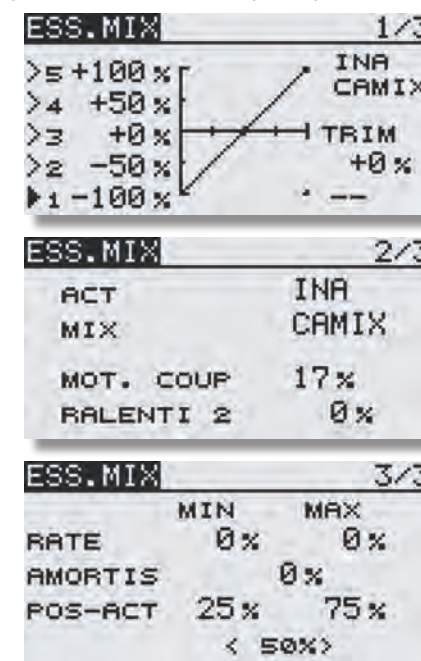 ESS.MIX 1/3
>5 +100% INA
>4 +50% CAMIX
>3 +0% TRIM
>2 -50% +0%
▶1 -100% --
ESS.MIX 2/3
ACT INA
MIX CAMIX
MOT. COUP 17%
RALENTI 2 0%
ESS.MIX 3/3
MIN MAX
RATE 0% 0%
AMORTIS 0%
POS-ACT 25% 75%
< 50%>